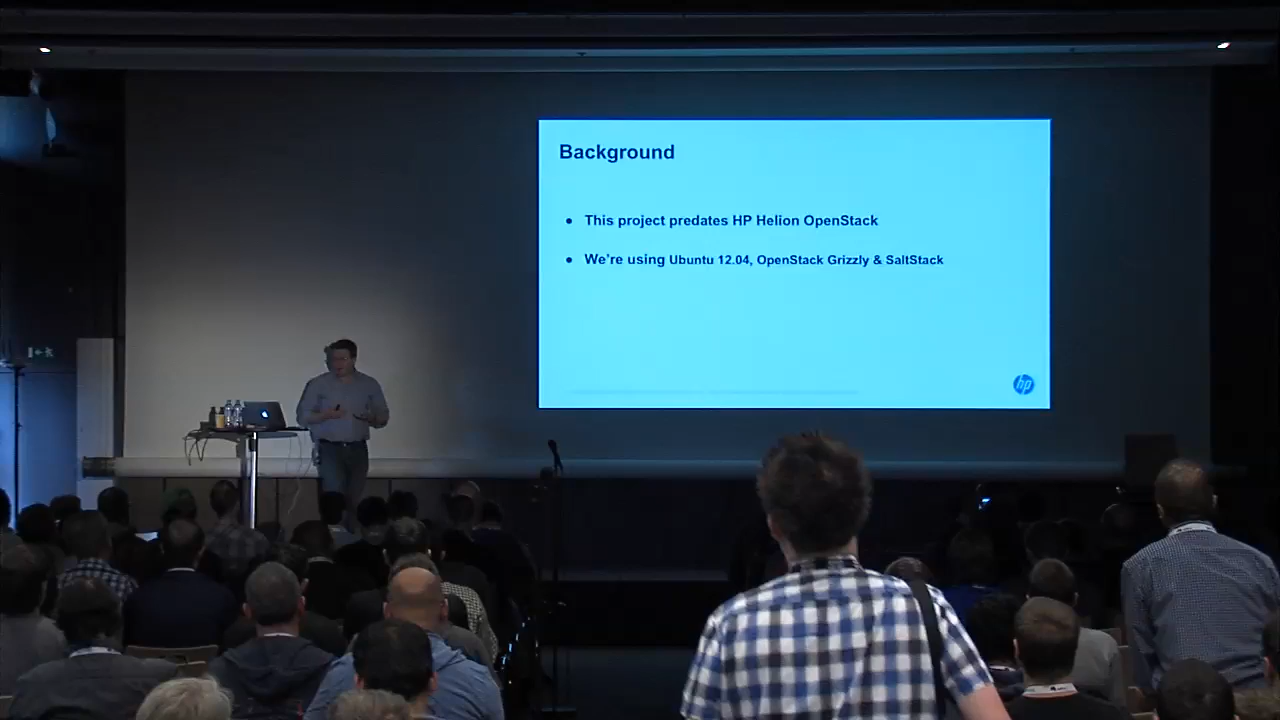 Background
● This project predates HP Helion OpenStack
● We're using Ubuntu 12.04, OpenStack Grizzly & SaltStack
hp